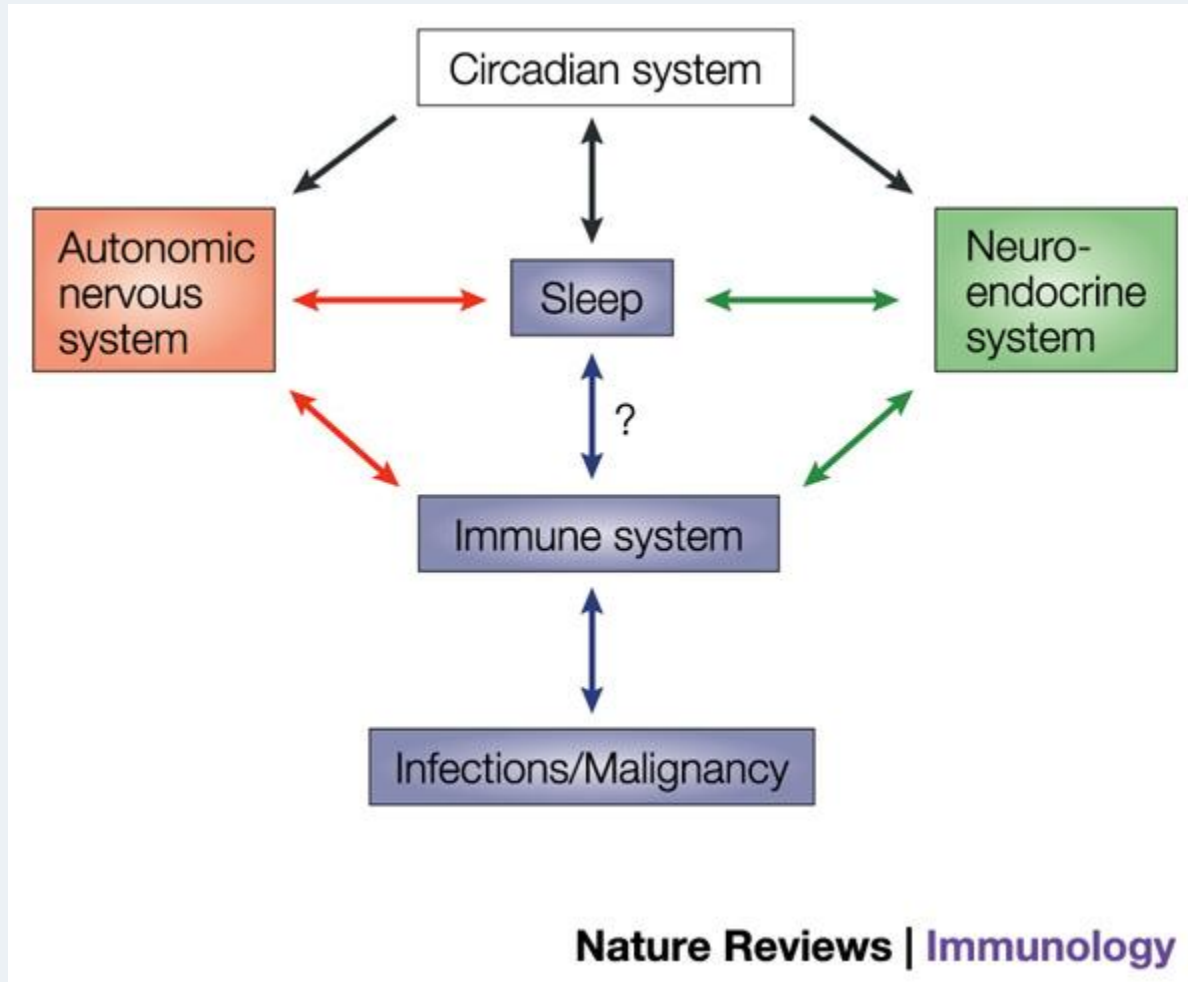 Circadian system
Autonomic
nervous
system
Sleep
Neuro-
endocrine
system
?
Immune system
Infections/Malignancy
Nature Reviews | Immunology